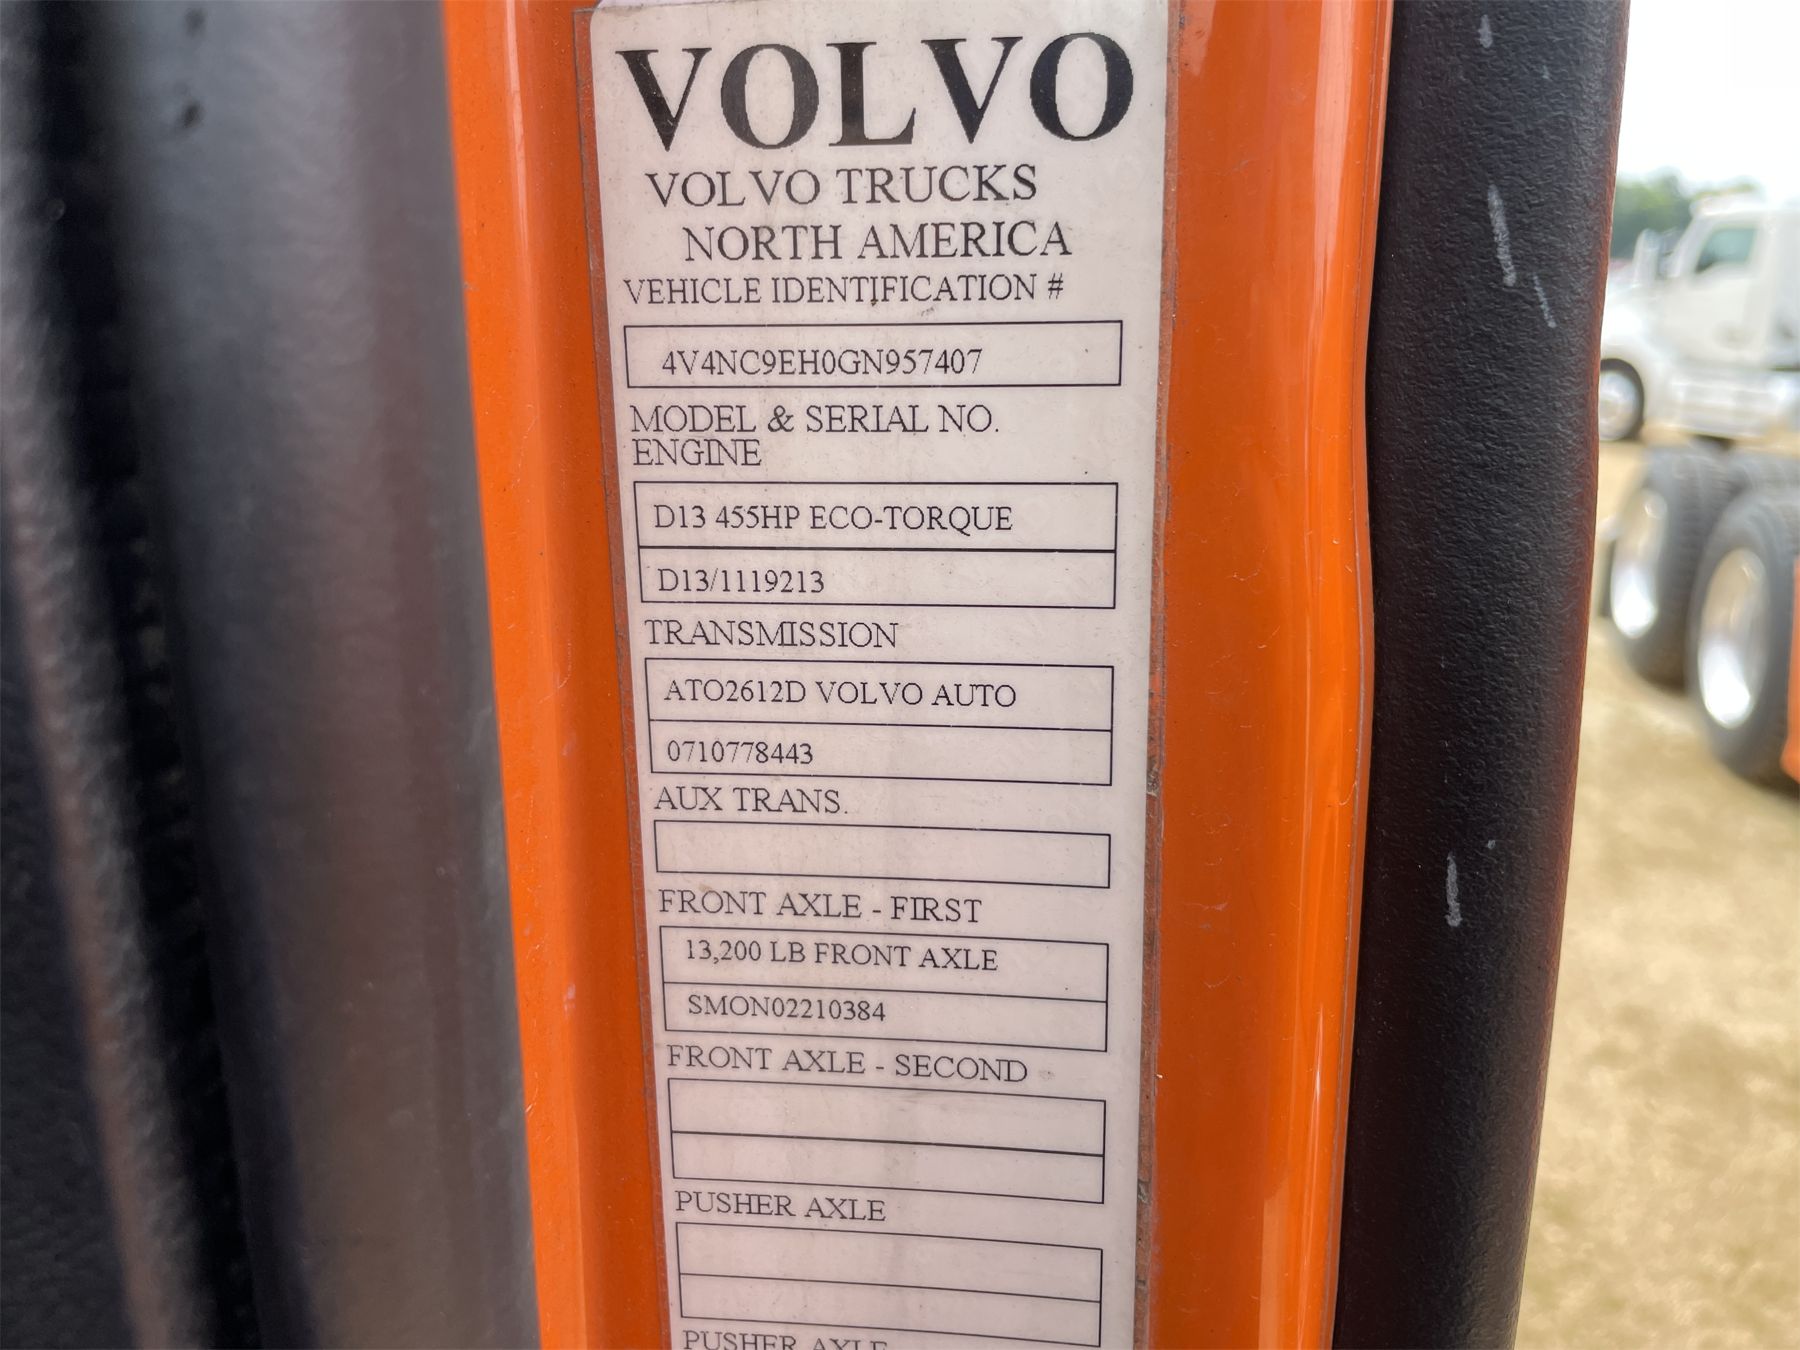 VOLVO
VOLVO TRUCKS
NORTH AMERICA
VEHICLE IDENTIFICATION #
4V4NC9EH0GN957407
MODEL & SERIAL NO.
ENGINE
D13 455HP ECO-TORQUE
D13/1119213
TRANSMISSION
ATO2612D VOLVO AUTO
0710778443
AUX TRANS.
FRONT AXLE - FIRST
13,200 LB FRONT AXLE
SMON02210384
FRONT AXLE - SECOND
PUSHER AXLE
PUSHER AXLE